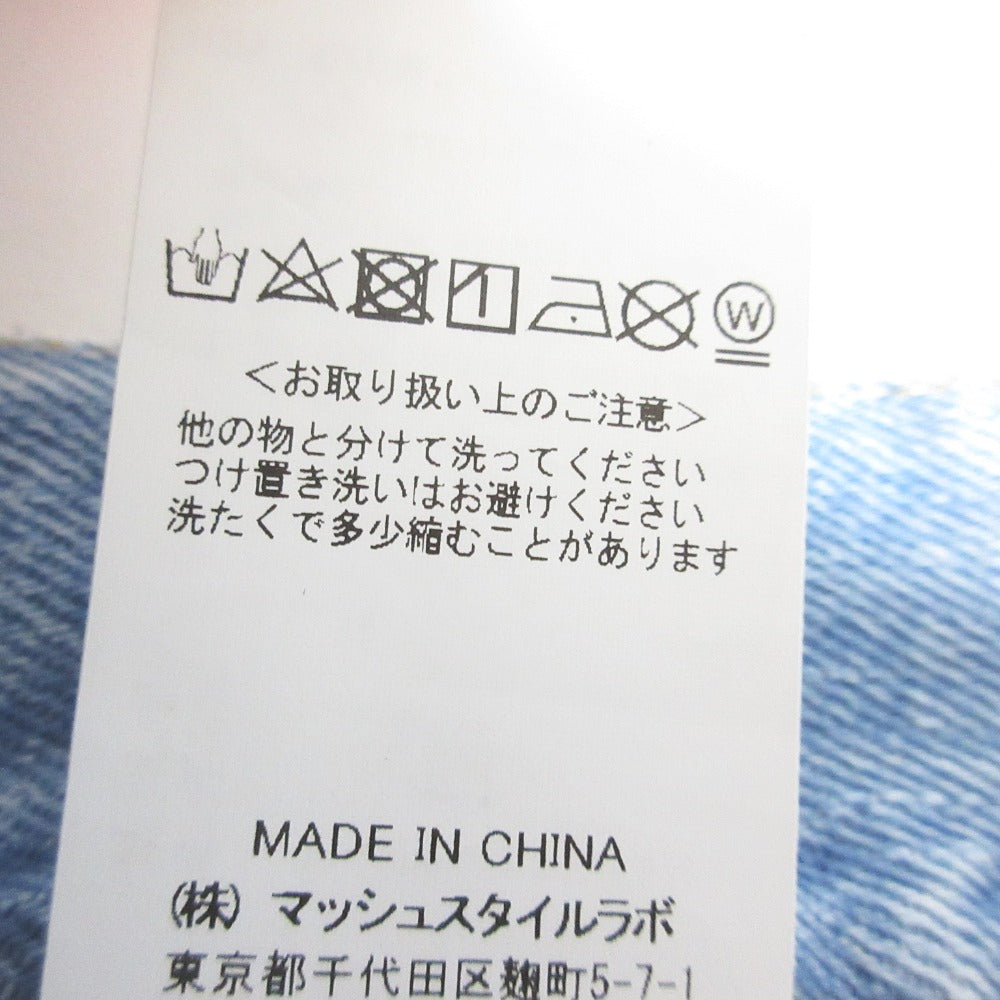 W
<お取り扱い上のご注意>
他の物と分けて洗ってください
つけ置き洗いはお避けください
洗たくで多少縮むことがあります
MADE IN CHINA
(株) マッシュスタイルラボ
東京都千代田区麹町5-7-1